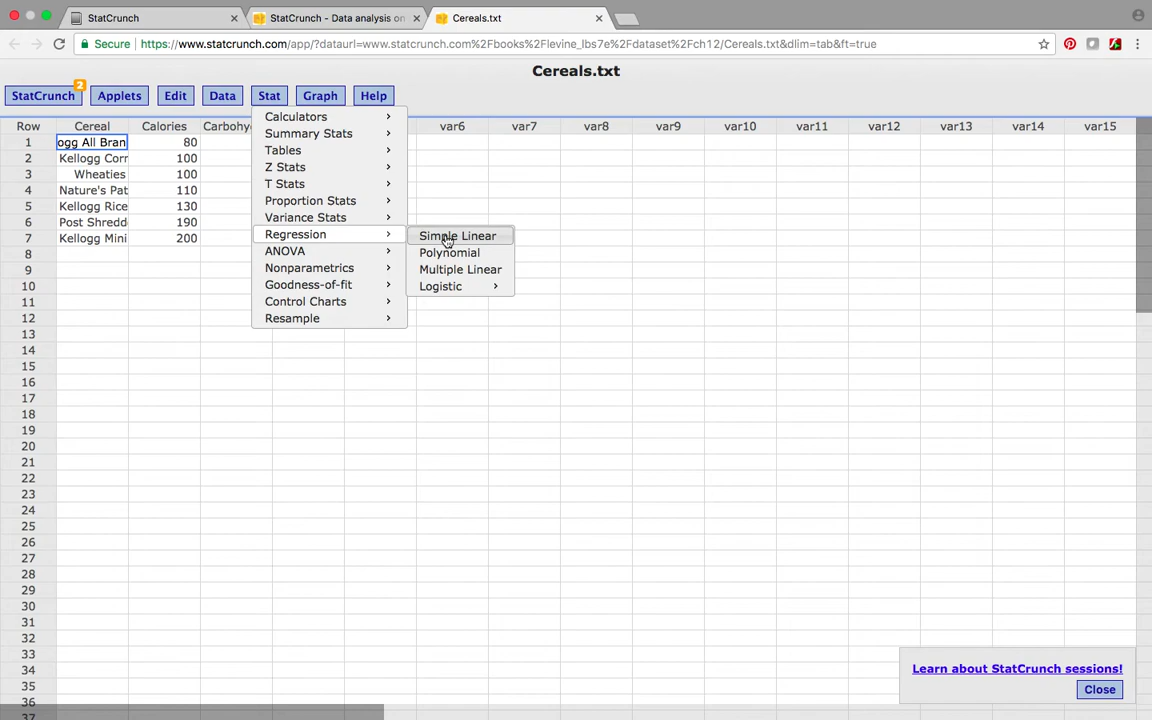 StatCrunch
StatCrunch - Data analysis on
Cereals.txt
Secure
https://www.statcrunch.com/app/?dataurl=www.statcrunch.com%2Fbooks%2Flevine_lbs7e%2Fdataset%2Fch12/Cereals.txt&dlim=tab&ft=true
Cereals.txt
StatCrunch 2 Applets Edit Data Stat Graph Help
Row Cereal Calories Carbohy var6 var7 var8 var9 var10 var11 var12 var13 var14 var15
1 ogg All Bran 80
2 Kellogg Corr 100
3 Wheaties 100
4 Nature's Pat 110
5 Kellogg Rice 130
6 Post Shredd 190
7 Kellogg Mini 200
8
9
10
11
12
13
14
15
16
17
18
19
20
21
22
23
24
25
26
27
28
29
30
31
32
33
34
35
36
37
Calculators
Summary Stats
Tables
Z Stats
T Stats
Proportion Stats
Variance Stats
Regression
ANOVA
Nonparametrics
Goodness-of-fit
Control Charts
Resample
Simple Linear
Polynomial
Multiple Linear
Logistic
Learn about StatCrunch sessions!
Close